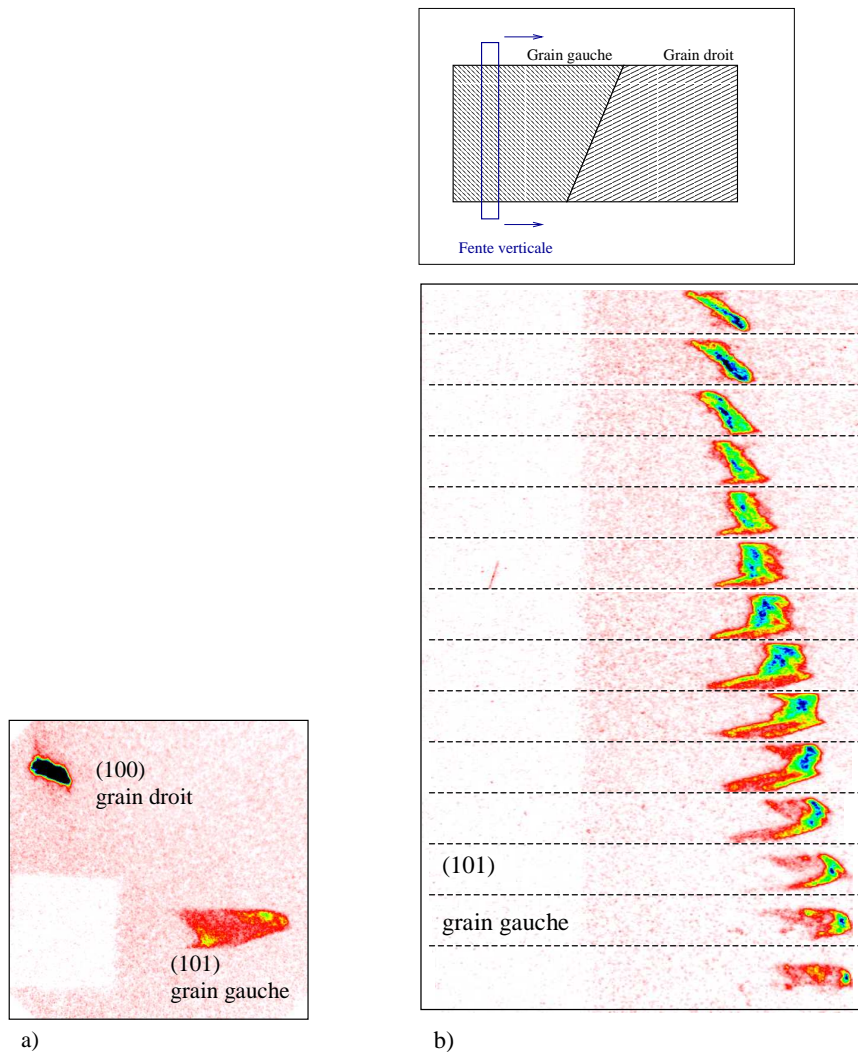 Grain gauche Grain droit
Fente verticale
(100)
grain droit
(101)
grain gauche
(101)
grain gauche
a)
b)